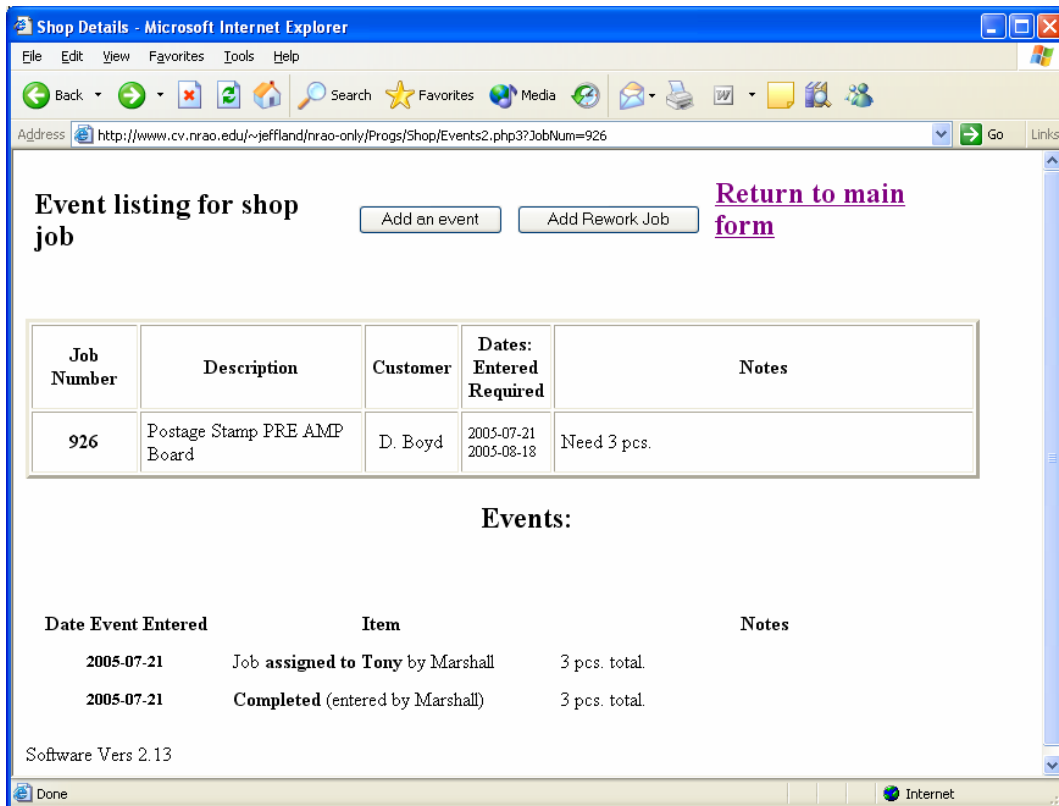 Shop Details - Microsoft Internet Explorer
File Edit View Favorites Tools Help
Back Search Favorites Media
Address http://www.cv.nrao.edu/~jeffland/nrao-only/Progs/Shop/Events2.php3?JobNum=926 Go Links
Event listing for shop
job
Add an event
Add Rework Job
Return to main
form
Job
Number
Description
Customer
Dates:
Entered
Required
Notes
926
Postage Stamp PRE AMP
Board
D. Boyd
2005-07-21
2005-08-18
Need 3 pcs.
Events:
Date Event Entered Item Notes
2005-07-21 Job assigned to Tony by Marshall 3 pcs. total.
2005-07-21 Completed (entered by Marshall) 3 pcs. total.
Software Vers 2.13
Done Internet